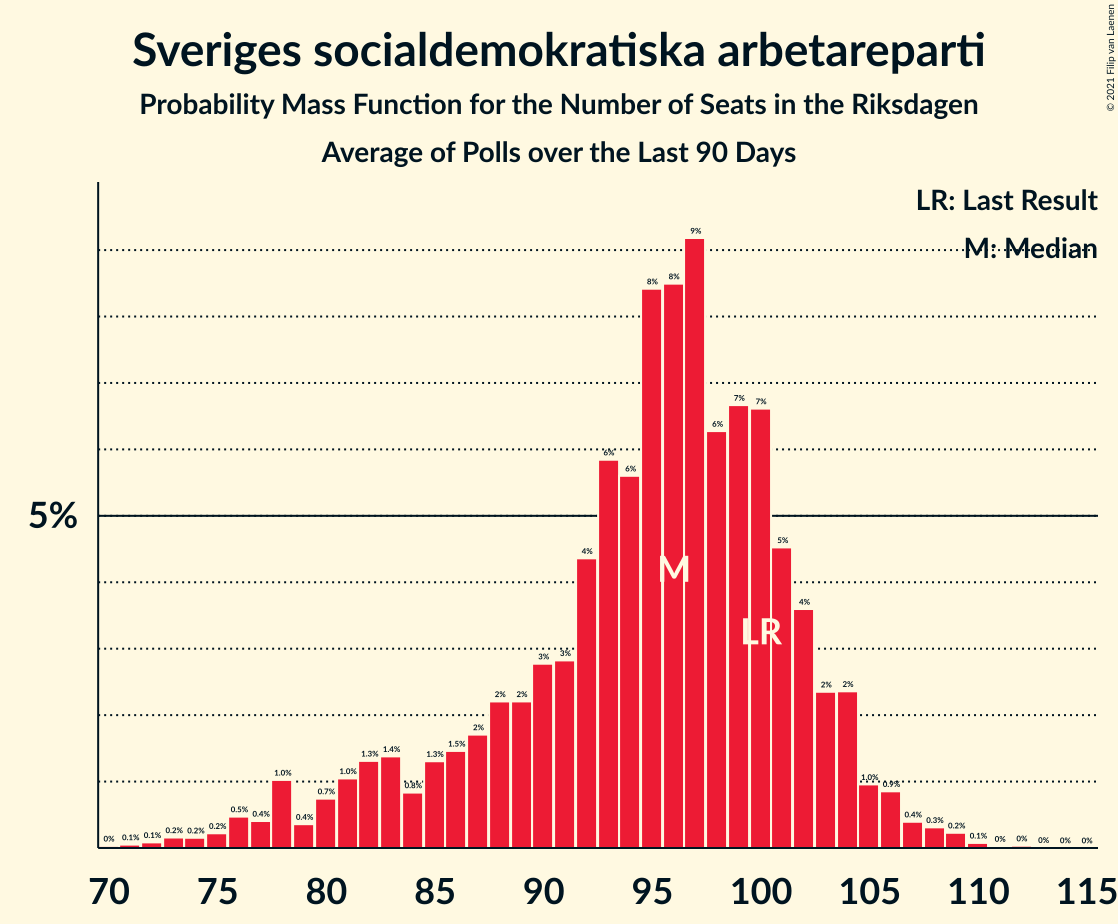 Sveriges socialdemokratiska arbetareparti
Probability Mass Function for the Number of Seats in the Riksdagen
Average of Polls over the Last 90 Days
© 2021 Filip van Laenen
LR: Last Result
M: Median
5%
0% 0.1% 0.1% 0.2% 0.2% 0.2% 0.5% 0.4% 1.0% 0.4% 0.7% 1.0% 1.3% 1.4% 0.8% 1.3% 1.5% 2% 2% 2% 3% 3% 4% 6% 6% 8% 8% 9% 6% 7% 7% 5% 4% 2% 2% 1.0% 0.9% 0.4% 0.3% 0.2% 0.1% 0% 0% 0% 0% 0%
M
LR
70 75 80 85 90 95 100 105 110 115